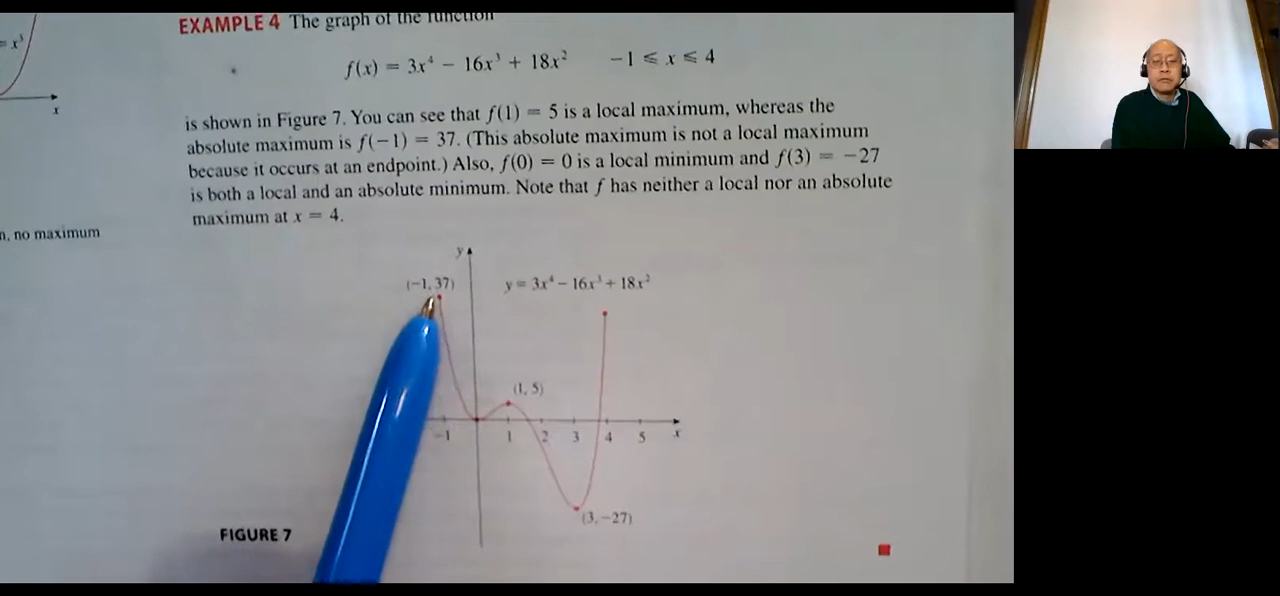 EXAMPLE 4 The graph of the function
= x³
f(x) = 3x⁴ − 16x³ + 18x² −1 ⩽ x ⩽ 4
x
is shown in Figure 7. You can see that f(1) = 5 is a local maximum, whereas the
absolute maximum is f(−1) = 37. (This absolute maximum is not a local maximum
because it occurs at an endpoint.) Also, f(0) = 0 is a local minimum and f(3) = −27
is both a local and an absolute minimum. Note that f has neither a local nor an absolute
maximum at x = 4.
no maximum
y
(−1, 37)
y = 3x⁴ − 16x³ + 18x²
(1, 5)
−1 1 2 3 4 5 x
(3, −27)
FIGURE 7